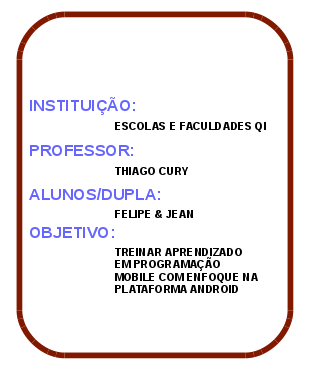 INSTITUIÇÃO:
ESCOLAS E FACULDADES QI
PROFESSOR:
THIAGO CURY
ALUNOS/DUPLA:
FELIPE & JEAN
OBJETIVO:
TREINAR APRENDIZADO
EM PROGRAMAÇÃO
MOBILE COM ENFOQUE NA
PLATAFORMA ANDROID